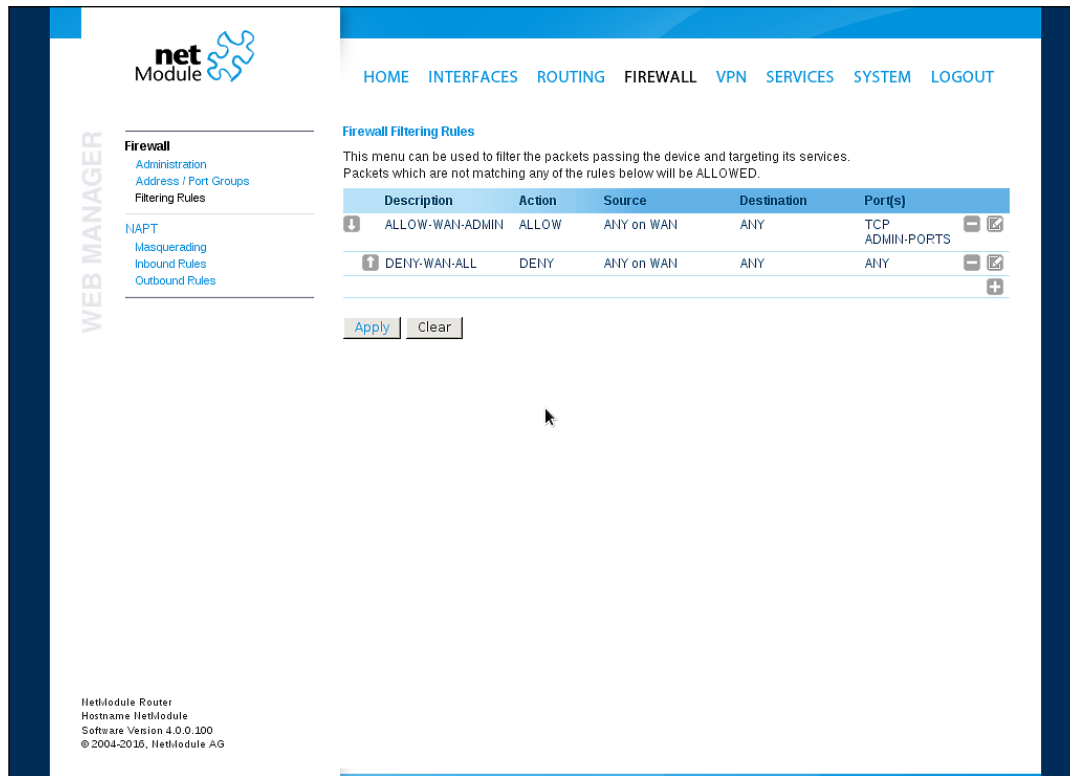 net
Module
HOME INTERFACES ROUTING FIREWALL VPN SERVICES SYSTEM LOGOUT
WEB MANAGER
Firewall
Administration
Address / Port Groups
Filtering Rules
NAPT
Masquerading
Inbound Rules
Outbound Rules
Firewall Filtering Rules
This menu can be used to filter the packets passing the device and targeting its services.
Packets which are not matching any of the rules below will be ALLOWED.
Description Action Source Destination Port(s)
ALLOW-WAN-ADMIN ALLOW ANY on WAN ANY TCP
ADMIN-PORTS
DENY-WAN-ALL DENY ANY on WAN ANY ANY
Apply Clear
NetModule Router
Hostname NetModule
Software Version 4.0.0.100
© 2004-2016, NetModule AG